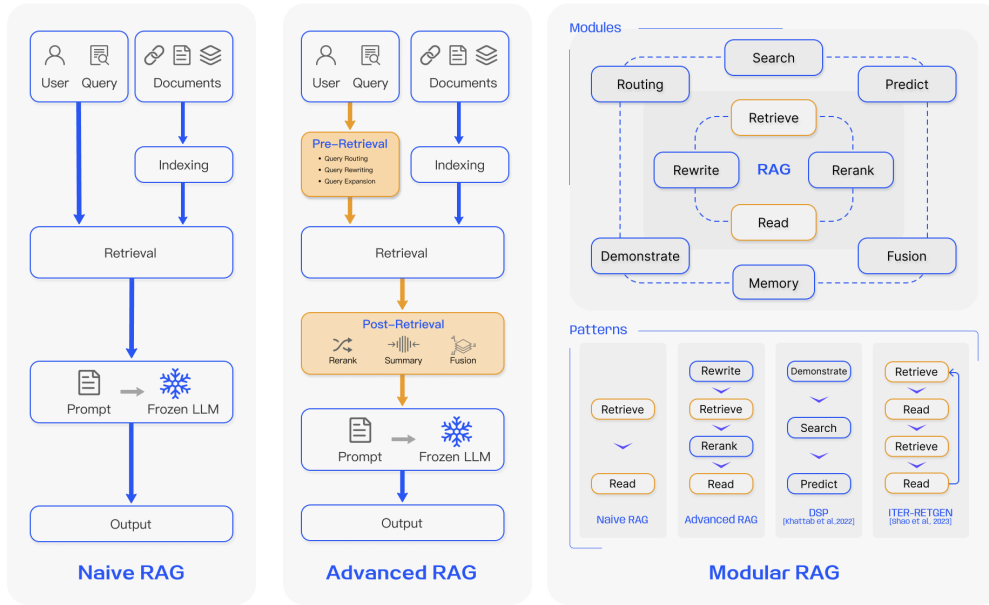 User Query
Documents
Indexing
Retrieval
Prompt
Frozen LLM
Output
Naive RAG
User Query
Documents
Pre-Retrieval
• Query Routing
• Query Rewriting
• Query Expansion
Indexing
Retrieval
Post-Retrieval
Rerank
Summary
Fusion
Prompt
Frozen LLM
Output
Advanced RAG
Modules
Search
Routing
Predict
Retrieve
Rewrite
RAG
Rerank
Read
Demonstrate
Fusion
Memory
Patterns
Retrieve
Read
Naive RAG
Rewrite
Retrieve
Rerank
Read
Advanced RAG
Demonstrate
Search
Predict
DSP
[Khattab et al.,2022]
Retrieve
Read
Retrieve
Read
ITER-RETGEN
[Shao et al., 2023]
Modular RAG